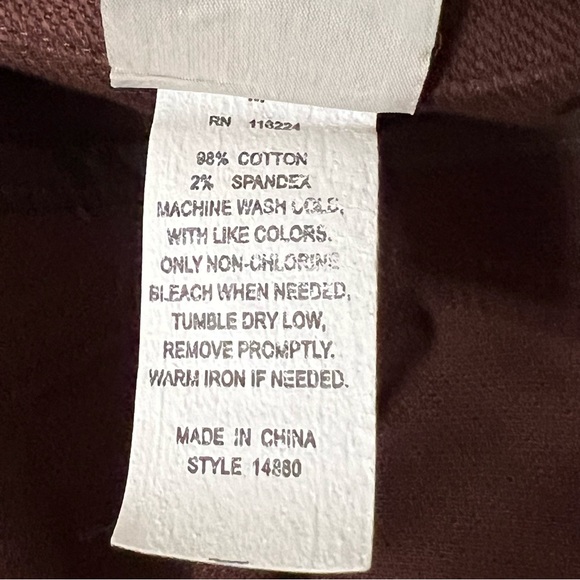 M
RN 116224
98% COTTON
2% SPANDEX
MACHINE WASH COLD,
WITH LIKE COLORS.
ONLY NON-CHLORINE
BLEACH WHEN NEEDED,
TUMBLE DRY LOW,
REMOVE PROMPTLY.
WARM IRON IF NEEDED.
MADE IN CHINA
STYLE 14880